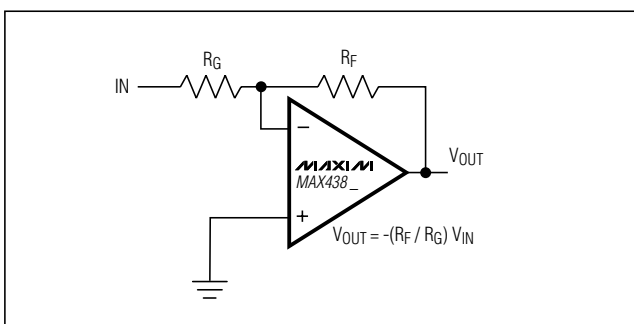 RG
RF
IN
−
MAXIM
MAX438_
VOUT
+
VOUT = -(RF / RG) VIN